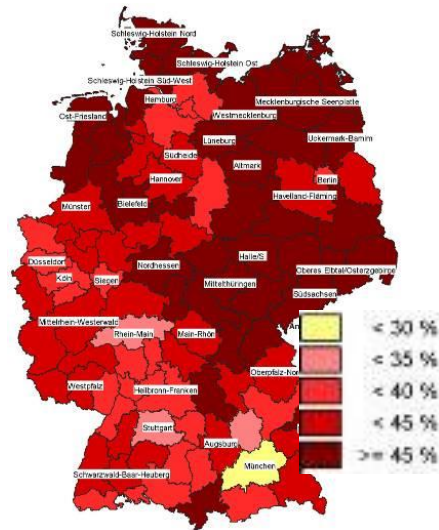 Schleswig-Holstein Nord
Schleswig-Holstein Ost
Schleswig-Holstein Süd-West
Hamburg
Mecklenburgische Seenplatte
Ost-Friesland
Westmecklenburg
Uckermark-Barnim
Lüneburg
Südheide
Altmark
Hannover
Berlin
Havelland-Fläming
Münster
Bielefeld
Düsseldorf
Nordhessen
Halle/S
Oberes Elbtal/Osterzgebirge
Köln
Siegen
Mittelthüringen
Südsachsen
Mittelrhein-Westerwald
Rhein-Main
Main-Rhön
An
< 30 %
< 35 %
< 40 %
< 45 %
>= 45 %
Oberpfalz-Nor
Westpfalz
Heilbronn-Franken
Stuttgart
Augsburg
München
Schwarzwald-Baar-Heuberg